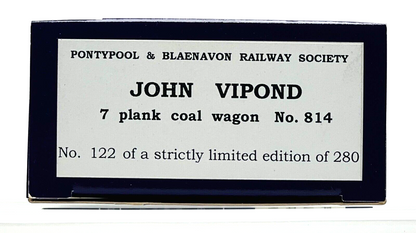 PONTYPOOL & BLAENAVON RAILWAY SOCIETY
JOHN VIPOND
7 plank coal wagon No. 814
No. 122 of a strictly limited edition of 280